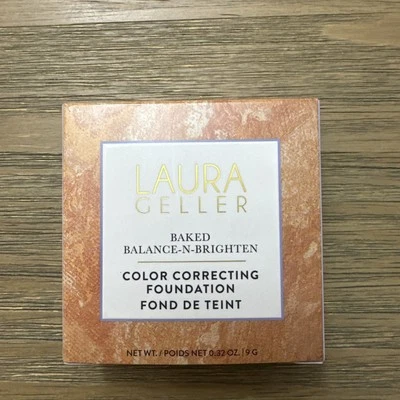 LAURA
GELLER
BAKED
BALANCE-N-BRIGHTEN
COLOR CORRECTING
FOUNDATION
FOND DE TEINT
NET WT. / POIDS NET 0.32 OZ. | 9 G